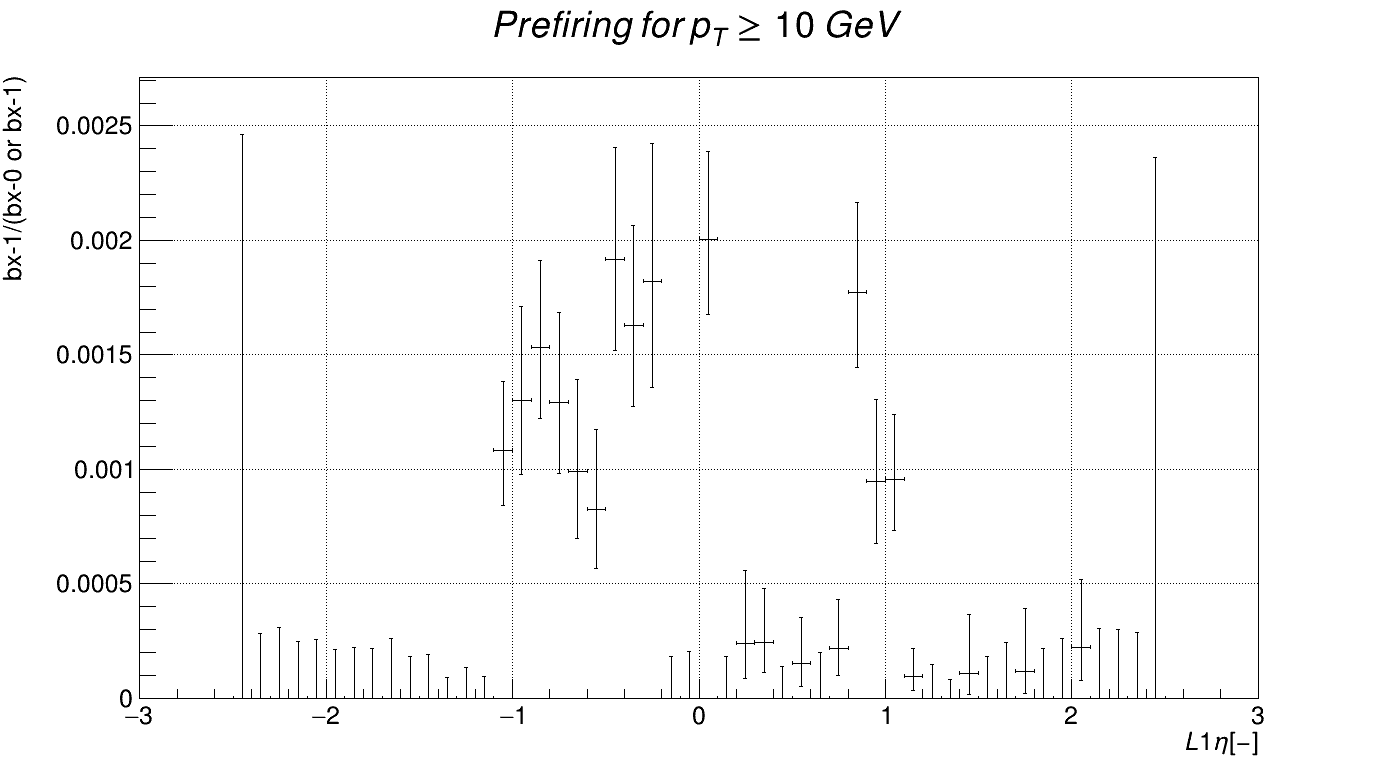 Prefiring for p_T ≥ 10 GeV
bx-1/(bx-0 or bx-1)
0.0025
0.002
0.0015
0.001
0.0005
0
−3 −2 −1 0 1 2 3
L1η[−]